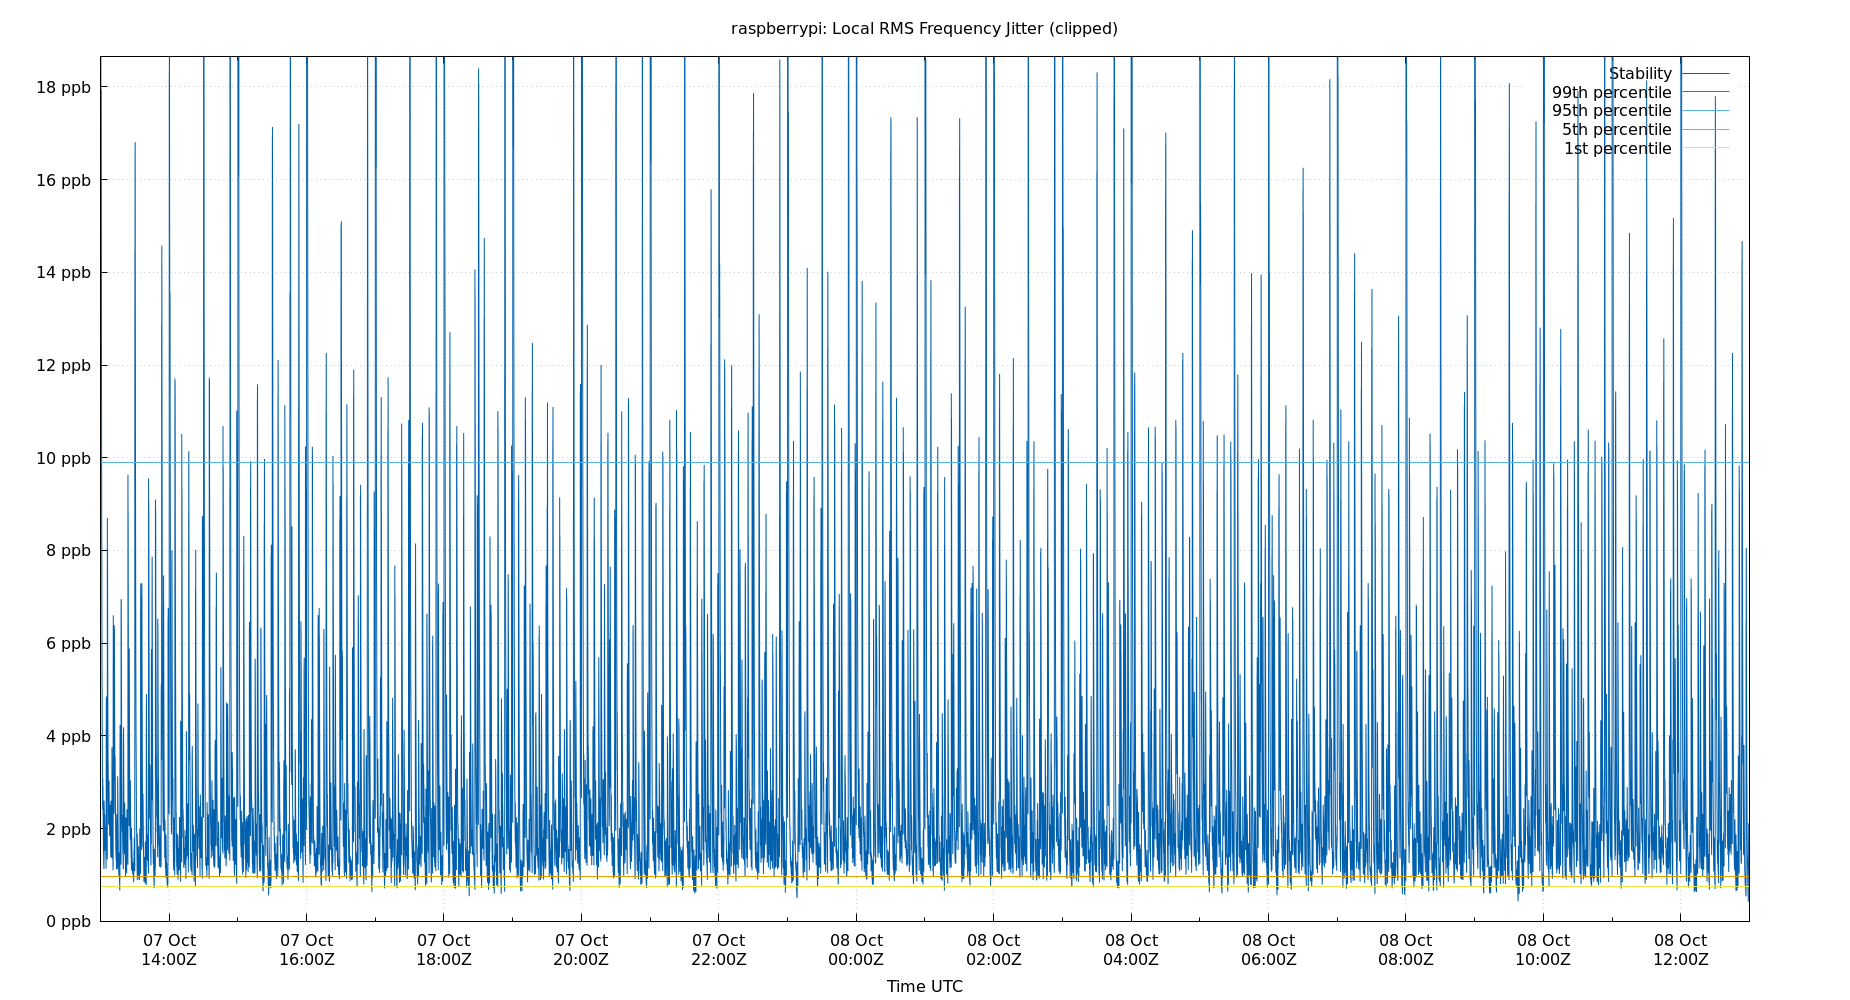 raspberrypi: Local RMS Frequency Jitter (clipped)
18 ppb
16 ppb
14 ppb
12 ppb
10 ppb
8 ppb
6 ppb
4 ppb
2 ppb
0 ppb
Stability
99th percentile
95th percentile
5th percentile
1st percentile
07 Oct 14:00Z
07 Oct 16:00Z
07 Oct 18:00Z
07 Oct 20:00Z
07 Oct 22:00Z
08 Oct 00:00Z
08 Oct 02:00Z
08 Oct 04:00Z
08 Oct 06:00Z
08 Oct 08:00Z
08 Oct 10:00Z
08 Oct 12:00Z
Time UTC